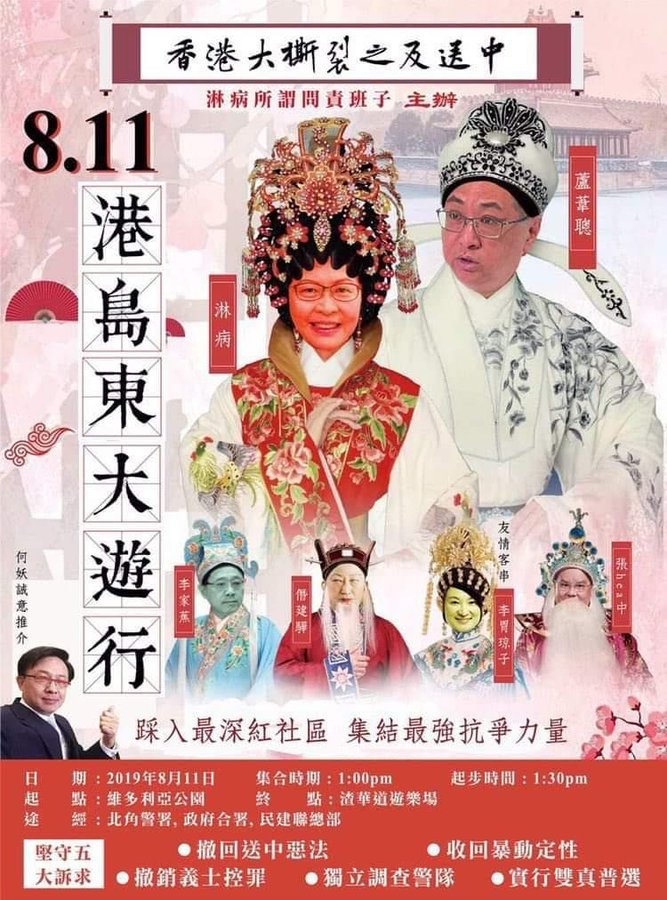 香港大撕裂之反送中
淋病所謂問責班子 主辦
8.11
港島東大遊行
蘆葦聰
淋病
何妖誠意推介
李家蕉
僭建驊
友情客串
李胃琼子
張hea中
踩入最深紅社區 集結最強抗爭力量
日 期：2019年8月11日 集合時間：1:00pm 起步時間：1:30pm
起 點：維多利亞公園 終 點：渣華道遊樂場
途 經：北角警署, 政府合署, 民建聯總部
堅守五大訴求
●撤回送中惡法 ●收回暴動定性
●撤銷義士控罪 ●獨立調查警隊 ●實行雙真普選